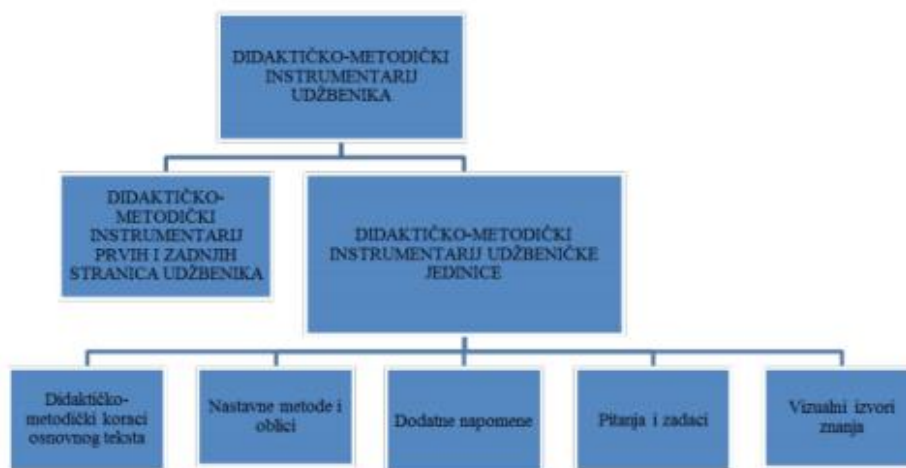 DIDAKTIČKO-METODIČKI
INSTRUMENTARIJ
UDŽBENIKA
DIDAKTIČKO-
METODIČKI
INSTRUMENTARIJ
PRVIH I ZADNJIH
STRANICA UDŽBENIKA
DIDAKTIČKO-METODIČKI
INSTRUMENTARIJ UDŽBENIČKE
JEDINICE
Didaktičko-
metodički koraci
osnovnog teksta
Nastavne metode i
oblici
Dodatne napomene
Pitanja i zadaci
Vizualni izvori
znanja